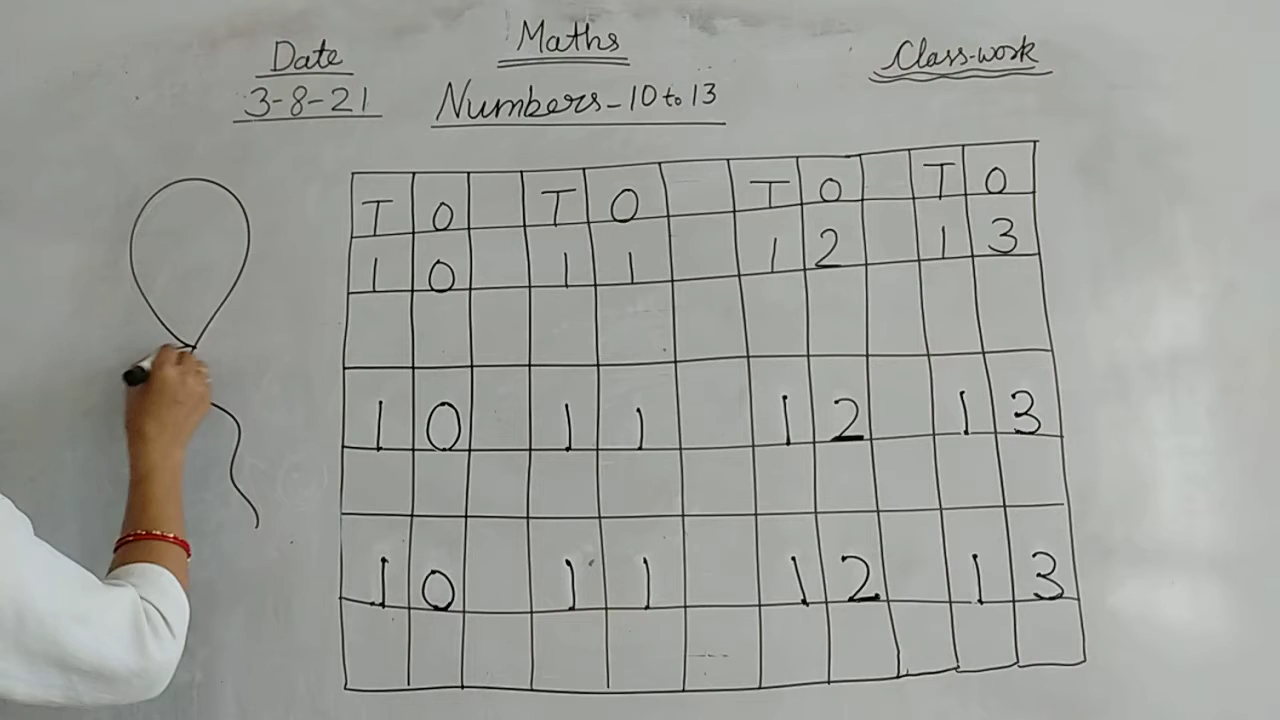 Maths
Date
Class-work
3-8-21
Numbers-10 to 13
T O T O T O T O
1 0 1 1 1 2 1 3
1 0 1 1 1 2 1 3
1 0 1 1 1 2 1 3